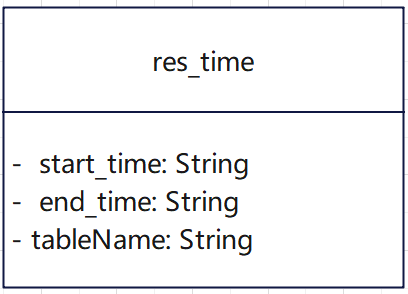 res_time
- start_time: String
- end_time: String
- tableName: String